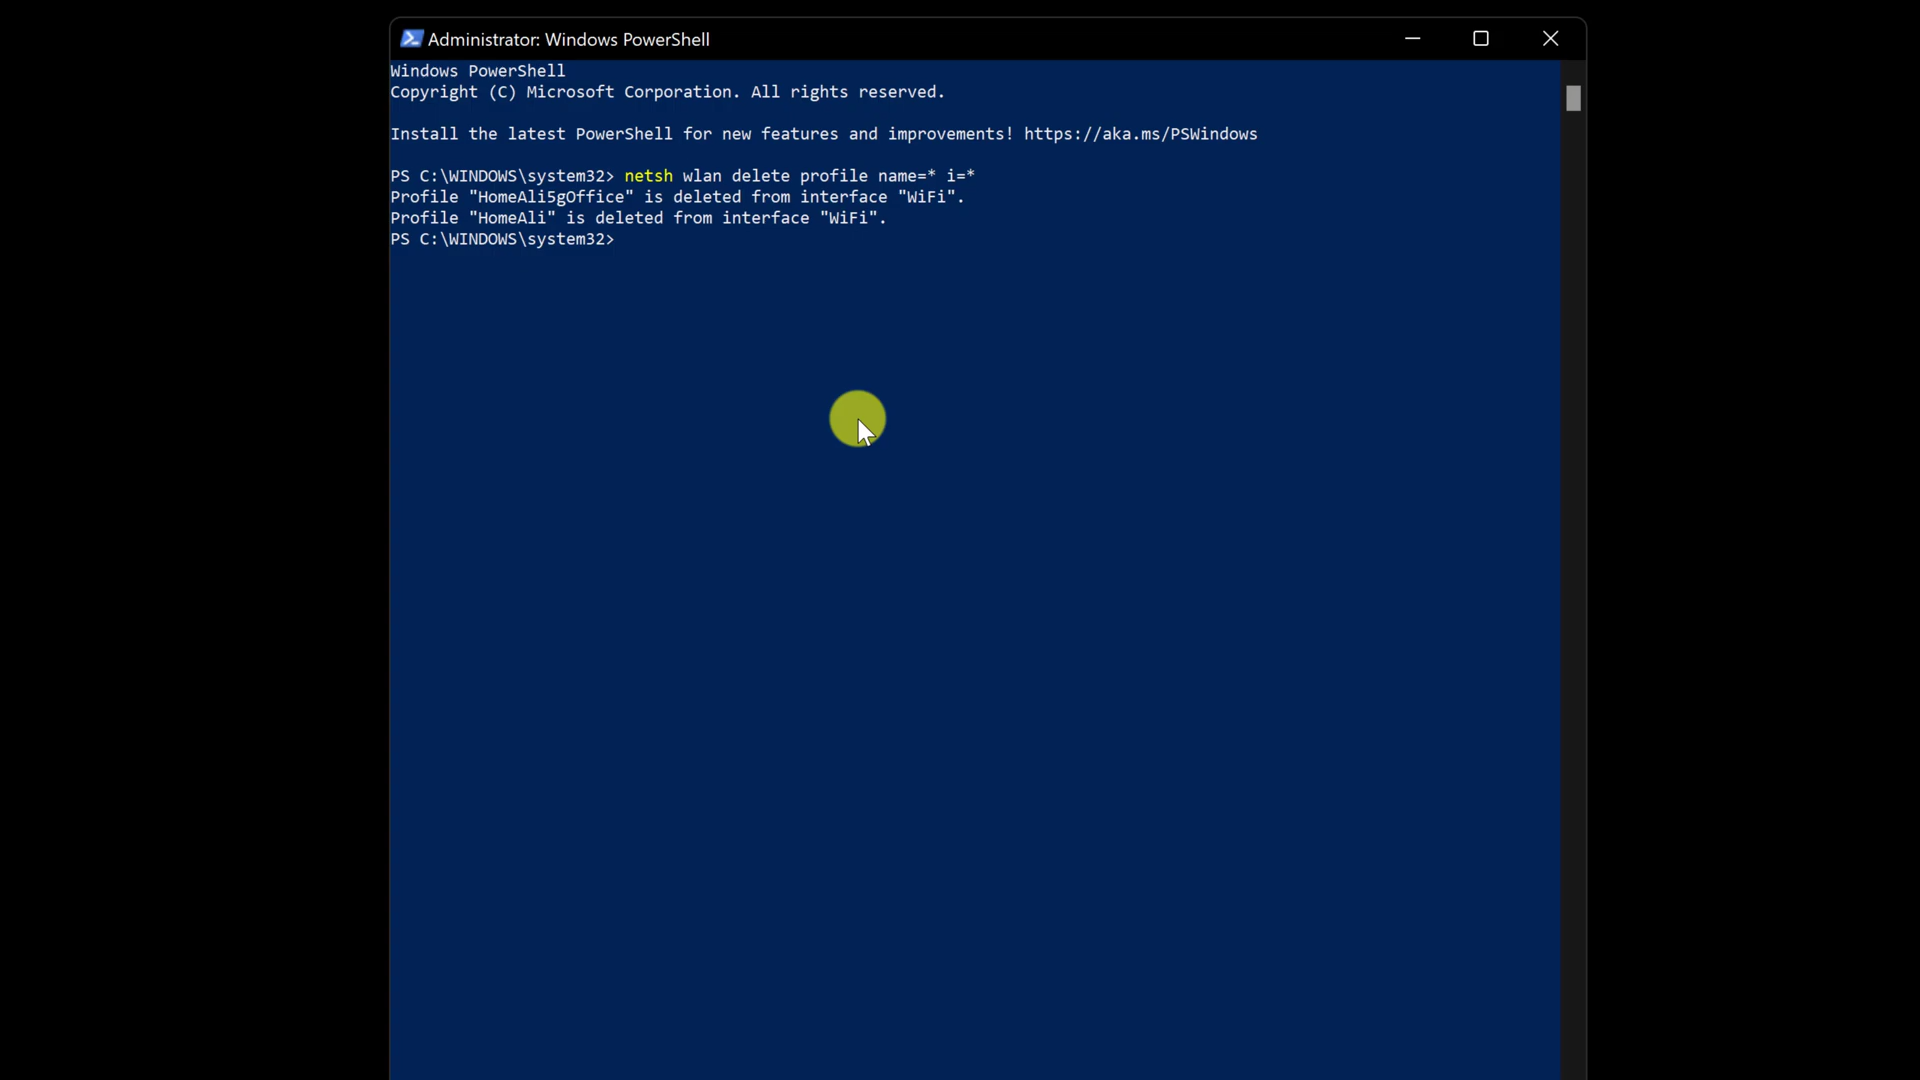 Administrator: Windows PowerShell
Windows PowerShell
Copyright (C) Microsoft Corporation. All rights reserved.
Install the latest PowerShell for new features and improvements! https://aka.ms/PSWindows
PS C:\WINDOWS\system32> netsh wlan delete profile name=* i=*
Profile "HomeAli5gOffice" is deleted from interface "WiFi".
Profile "HomeAli" is deleted from interface "WiFi".
PS C:\WINDOWS\system32>